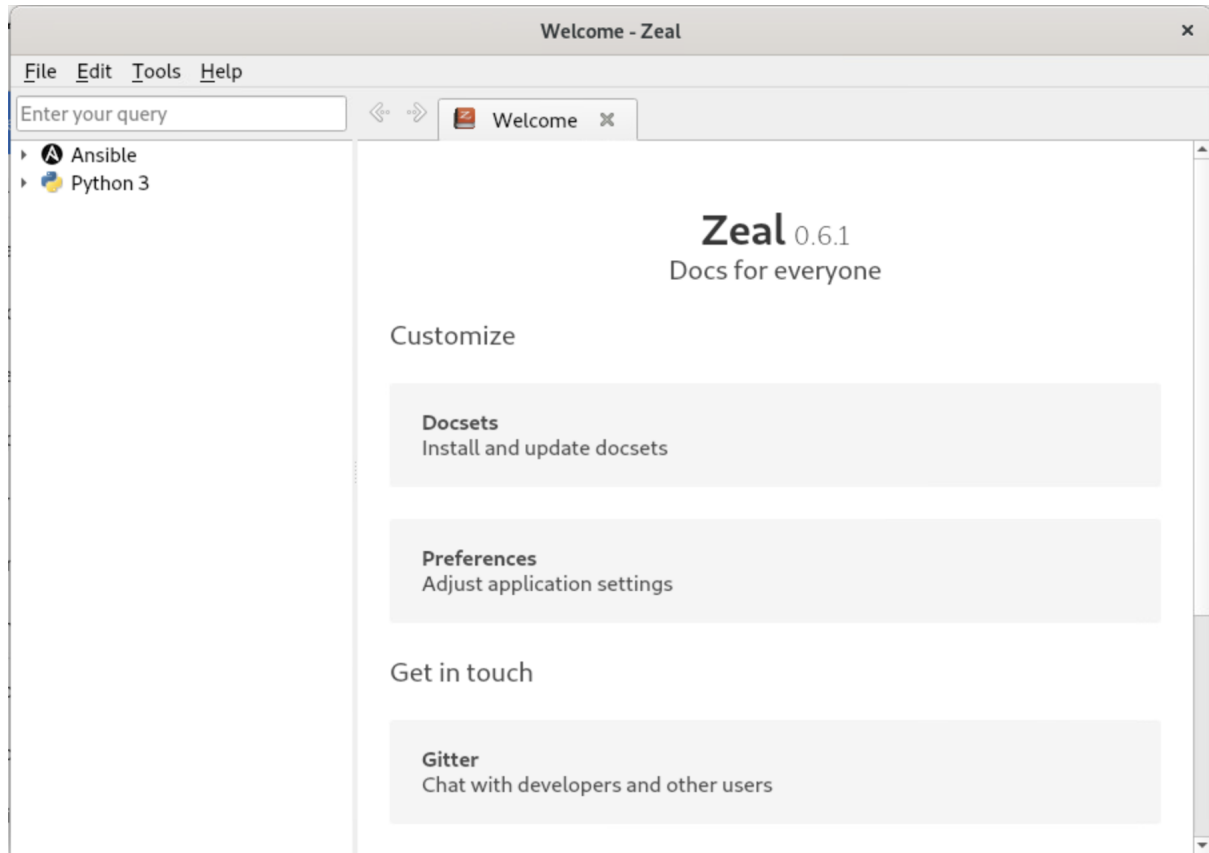 Welcome - Zeal
File Edit Tools Help
Enter your query
Welcome
Ansible
Python 3
Zeal 0.6.1
Docs for everyone
Customize
Docsets
Install and update docsets
Preferences
Adjust application settings
Get in touch
Gitter
Chat with developers and other users